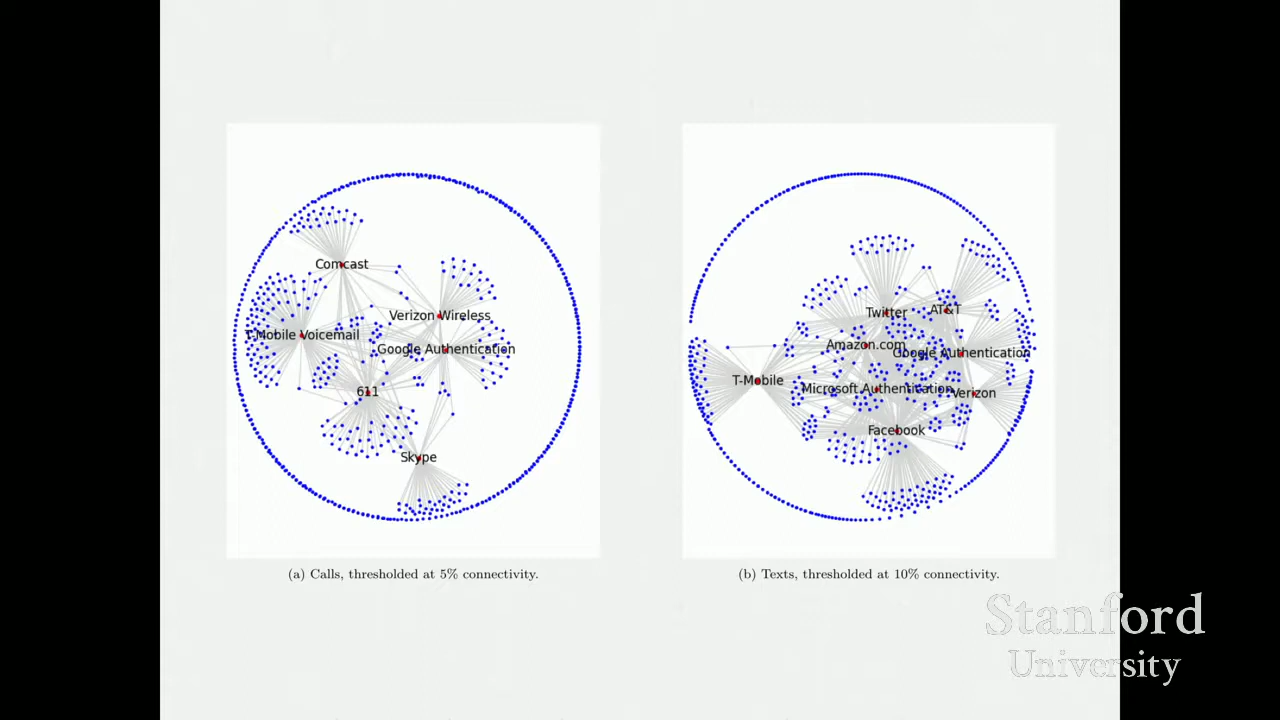 Comcast
Verizon Wireless
T-Mobile Voicemail
Google Authentication
611
Skype
(a) Calls, thresholded at 5% connectivity.
Twitter
AT&T
Amazon.com
Google Authentication
T-Mobile
Microsoft Authentication
Verizon
Facebook
(b) Texts, thresholded at 10% connectivity.
Stanford
University